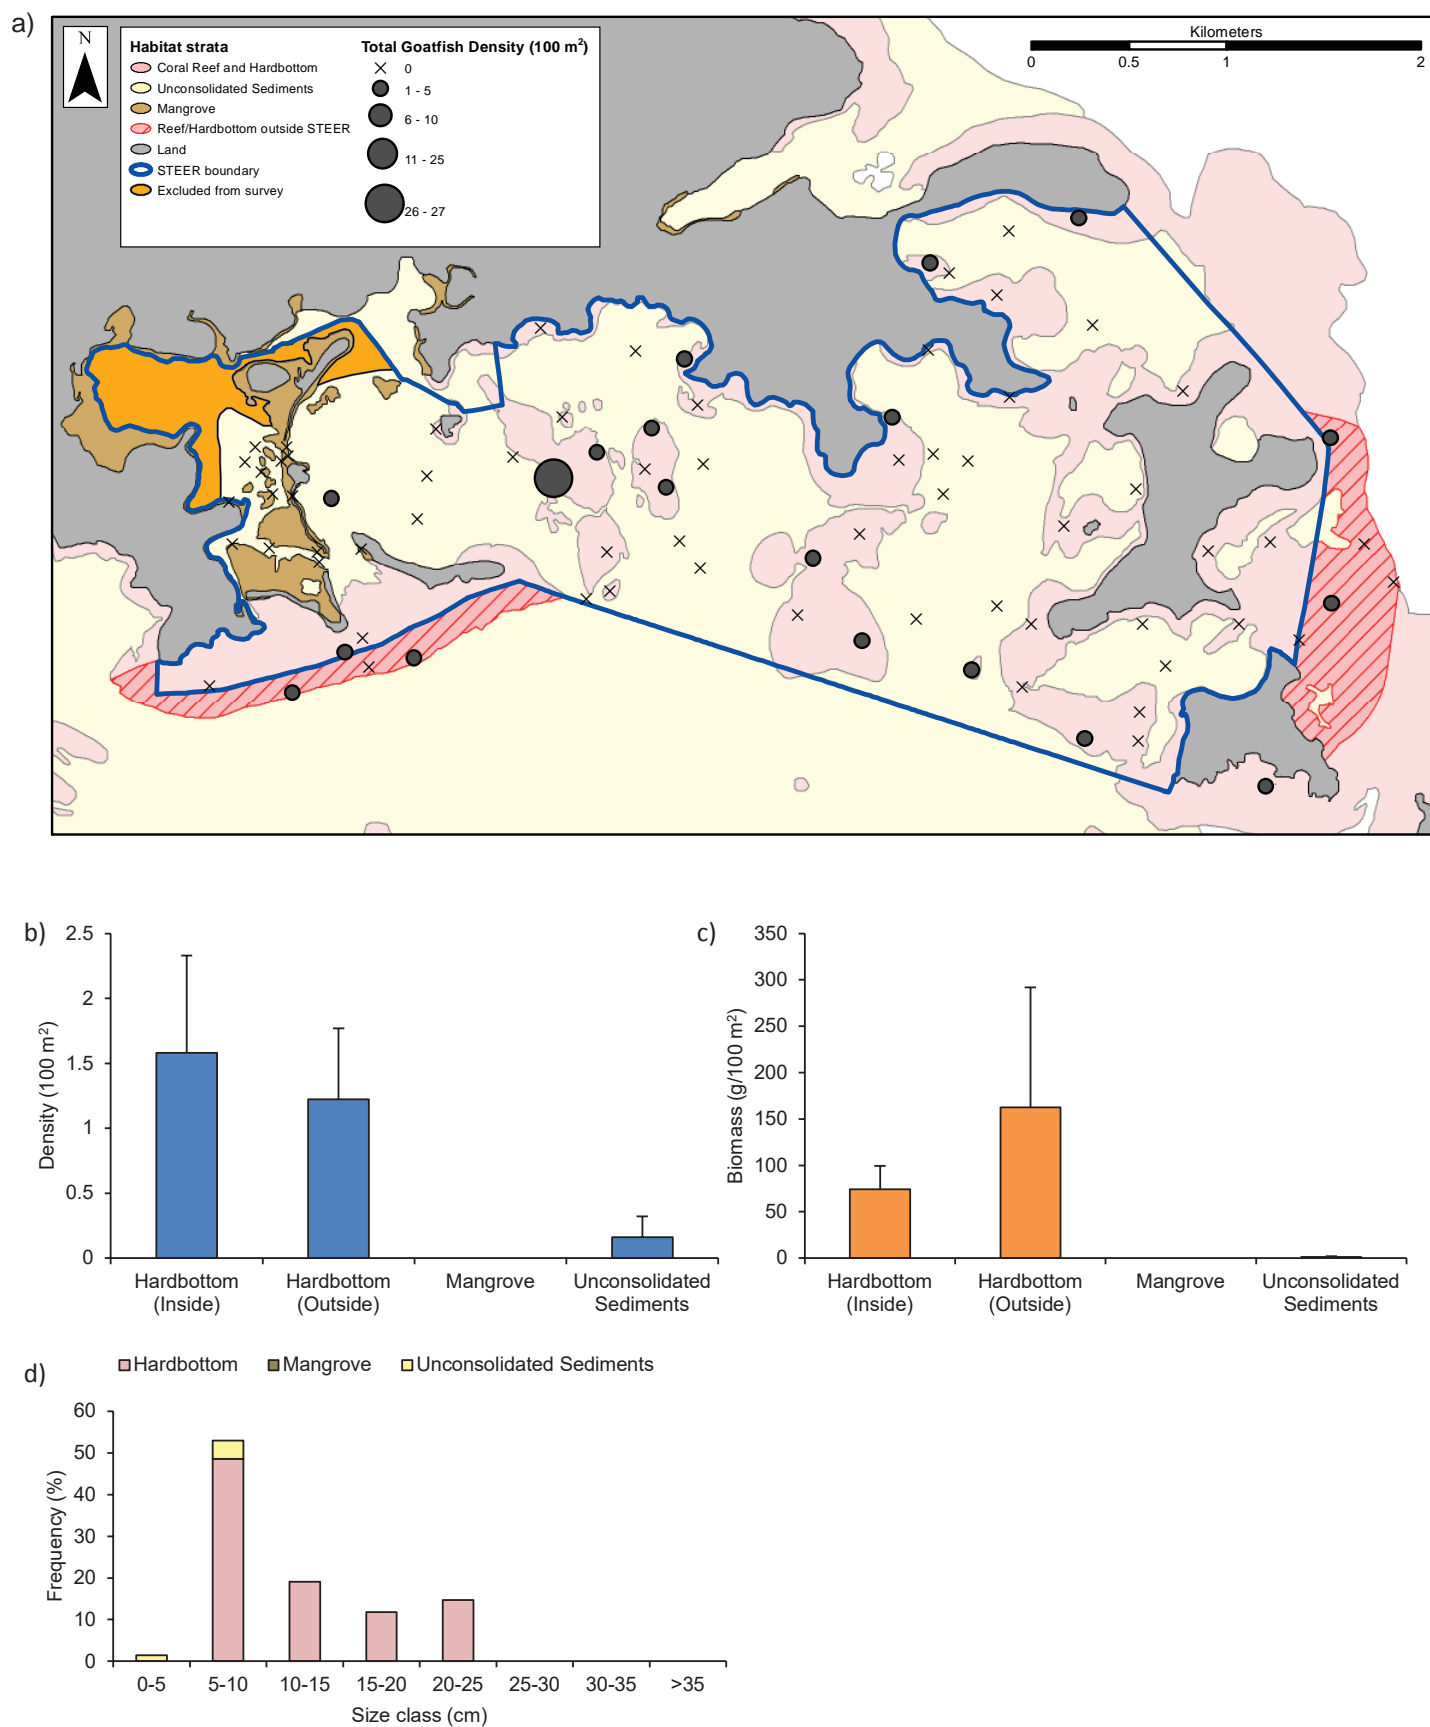 a)
N
Habitat strata
Coral Reef and Hardbottom
Unconsolidated Sediments
Mangrove
Reef/Hardbottom outside STEER
Land
STEER boundary
Excluded from survey
Total Goatfish Density (100 m²)
0
1 - 5
6 - 10
11 - 25
26 - 27
Kilometers
0 0.5 1 2
b)
Density (100 m²)
2.5
2
1.5
1
0.5
0
Hardbottom (Inside)
Hardbottom (Outside)
Mangrove
Unconsolidated Sediments
c)
Biomass (g/100 m²)
350
300
250
200
150
100
50
0
Hardbottom (Inside)
Hardbottom (Outside)
Mangrove
Unconsolidated Sediments
d)
Hardbottom Mangrove Unconsolidated Sediments
Frequency (%)
60
50
40
30
20
10
0
0-5 5-10 10-15 15-20 20-25 25-30 30-35 >35
Size class (cm)